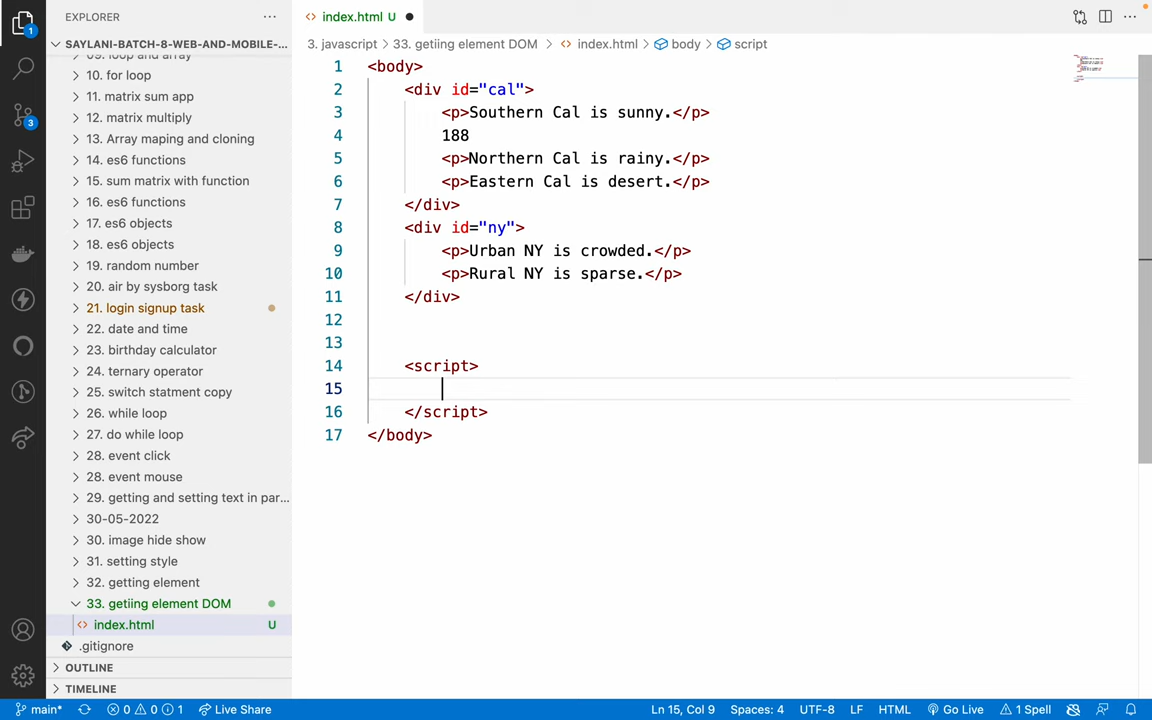 EXPLORER
SAYLANI-BATCH-8-WEB-AND-MOBILE-...
09. loop and array
10. for loop
11. matrix sum app
12. matrix multiply
13. Array maping and cloning
14. es6 functions
15. sum matrix with function
16. es6 functions
17. es6 objects
18. es6 objects
19. random number
20. air by sysborg task
21. login signup task
22. date and time
23. birthday calculator
24. ternary operator
25. switch statment copy
26. while loop
27. do while loop
28. event click
28. event mouse
29. getting and setting text in par...
30-05-2022
30. image hide show
31. setting style
32. getting element
33. getiing element DOM
index.html U
.gitignore
OUTLINE
TIMELINE
1
3
<> index.html U
3. javascript > 33. getiing element DOM > <> index.html > body > script
1 <body>
2 <div id="cal">
3 <p>Southern Cal is sunny.</p>
4 188
5 <p>Northern Cal is rainy.</p>
6 <p>Eastern Cal is desert.</p>
7 </div>
8 <div id="ny">
9 <p>Urban NY is crowded.</p>
10 <p>Rural NY is sparse.</p>
11 </div>
12
13
14 <script>
15
16 </script>
17 </body>
main* 0 0 1 Live Share Ln 15, Col 9 Spaces: 4 UTF-8 LF HTML Go Live 1 Spell